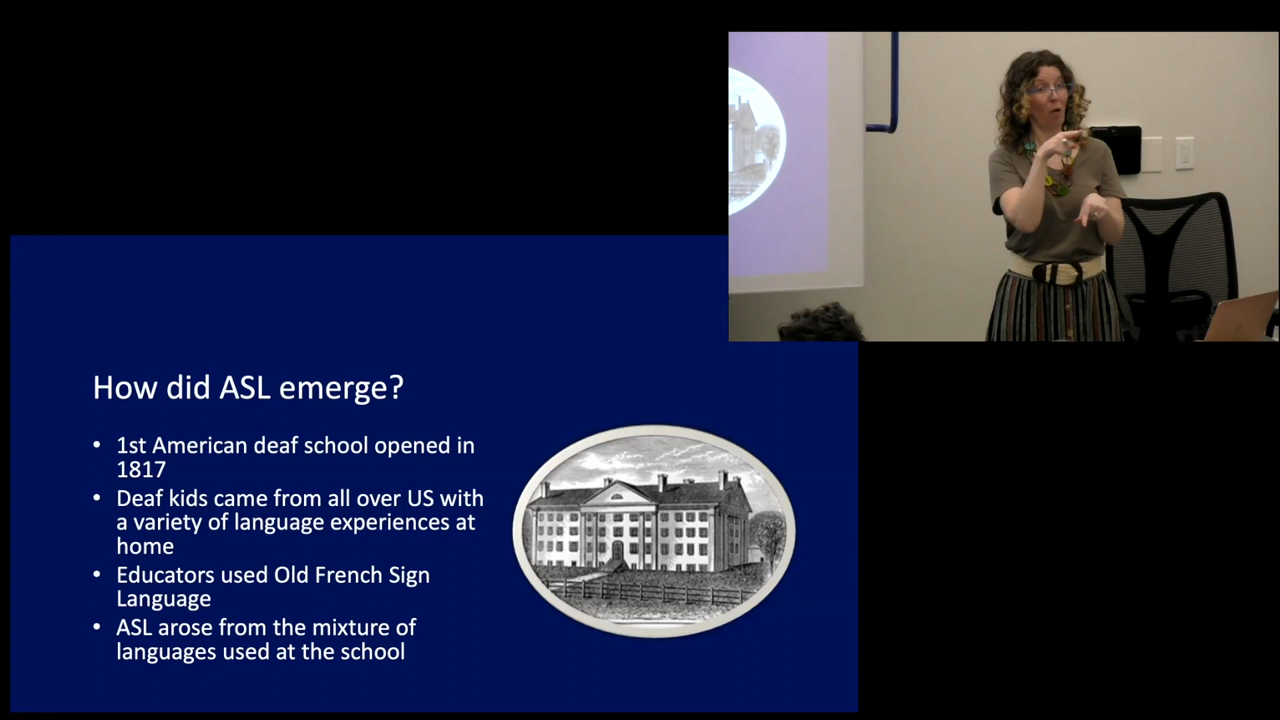 How did ASL emerge?
• 1st American deaf school opened in
1817
• Deaf kids came from all over US with
a variety of language experiences at
home
• Educators used Old French Sign
Language
• ASL arose from the mixture of
languages used at the school